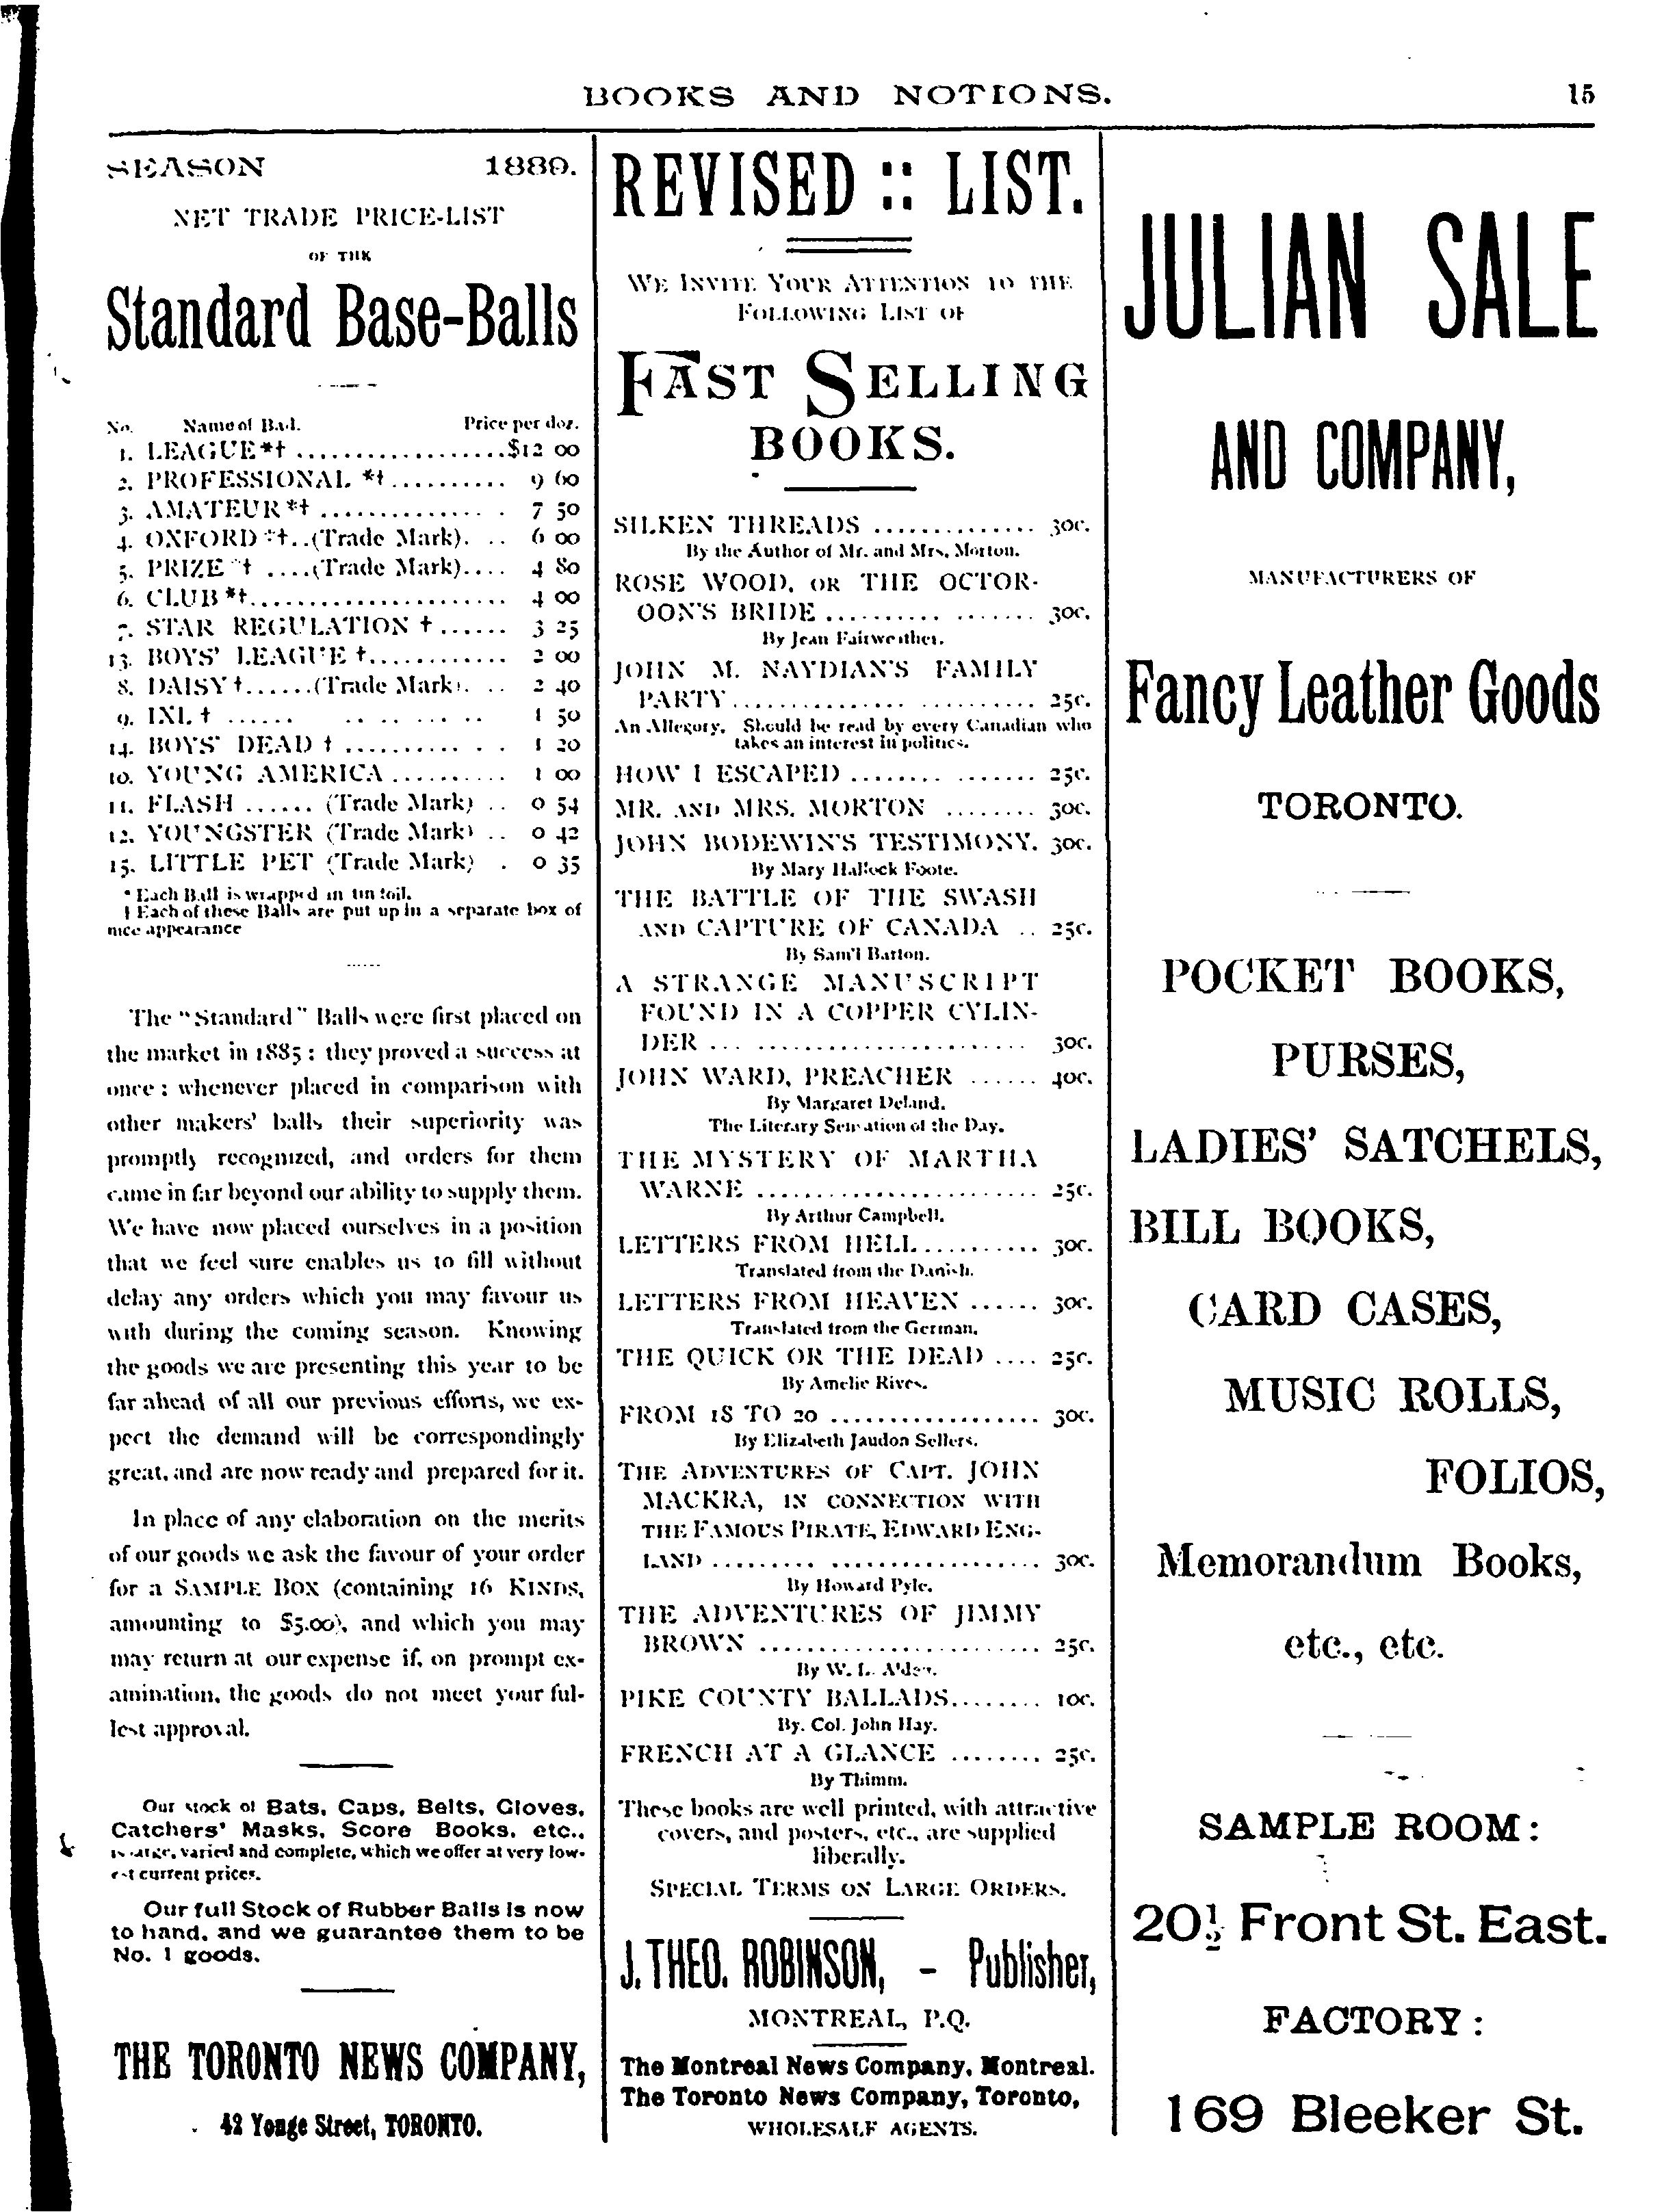 BOOKS AND NOTIONS. 15
SEASON 1889.
NET TRADE PRICE-LIST
OF THE
Standard Base-Balls
No. Name of Ball. Price per doz.
1. LEAGUE*† .................. $12 00
2. PROFESSIONAL *† .......... 9 60
3. AMATEUR*† ............... . 7 50
4. OXFORD *†..(Trade Mark). .. 6 00
5. PRIZE *† ....(Trade Mark).... 4 80
6. CLUB*†....................... 4 00
7. STAR REGULATION † ...... 3 25
13. BOYS' LEAGUE †............ 2 00
8. DAISY †......(Trade Mark). .. 2 40
9. IXL † ...... .. ... ..... 1 50
14. BOYS' DEAD † .......... . . 1 20
10. YOUNG AMERICA .......... 1 00
11. FLASH ...... (Trade Mark) .. 0 54
12. YOUNGSTER (Trade Mark) .. 0 42
15. LITTLE PET (Trade Mark) . 0 35
* Each Ball is wrapped in tin foil.
† Each of these Balls are put up in a separate box of
nice appearance
The "Standard" Balls were first placed on
the market in 1885: they proved a success at
once: whenever placed in comparison with
other makers' balls their superiority was
promptly recognized, and orders for them
came in far beyond our ability to supply them.
We have now placed ourselves in a position
that we feel sure enables us to fill without
delay any orders which you may favour us
with during the coming season. Knowing
the goods we are presenting this year to be
far ahead of all our previous efforts, we ex-
pect the demand will be correspondingly
great, and are now ready and prepared for it.
In place of any elaboration on the merits
of our goods we ask the favour of your order
for a SAMPLE BOX (containing 16 KINDS,
amounting to $5.00), and which you may
may return at our expense if, on prompt ex-
amination, the goods do not meet your ful-
lest approval.
Our stock of Bats, Caps, Belts, Gloves,
Catchers' Masks, Score Books, etc.,
is large, varied and complete, which we offer at very low-
est current prices.
Our full Stock of Rubber Balls is now
to hand, and we guarantee them to be
No. 1 goods.
THE TORONTO NEWS COMPANY,
42 Yonge Street, TORONTO.
REVISED :: LIST.
WE INVITE YOUR ATTENTION TO THE
FOLLOWING LIST OF
FAST SELLING
BOOKS.
SILKEN THREADS .............. 30c.
By the Author of Mr. and Mrs. Morton.
ROSE WOOD, OR THE OCTOR-
OON'S BRIDE .......... ....... 30c.
By Jean Fairweather.
JOHN M. NAYDIAN'S FAMILY
PARTY ............... .......... 25c.
An Allegory. Should be read by every Canadian who
takes an interest in politics.
HOW I ESCAPED ........ ....... 25c.
MR. AND MRS. MORTON ........ 30c.
JOHN BODEWIN'S TESTIMONY. 30c.
By Mary Hallock Foote.
THE BATTLE OF THE SWASH
AND CAPTURE OF CANADA .. 25c.
By Sam'l Barton.
A STRANGE MANUSCRIPT
FOUND IN A COPPER CYLIN-
DER ... ....................... 30c.
JOHN WARD, PREACHER ...... 40c.
By Margaret Deland.
The Literary Sensation of the Day.
THE MYSTERY OF MARTHA
WARNE ........................ 25c.
By Arthur Campbell.
LETTERS FROM HELL........... 30c.
Translated from the Danish.
LETTERS FROM HEAVEN ...... 30c.
Translated from the German.
THE QUICK OR THE DEAD .... 25c.
By Amelie Rives.
FROM 18 TO 20 .................. 30c.
By Elizabeth Jaudon Sellers.
THE ADVENTURES OF CAPT. JOHN
MACKRA, IN CONNECTION WITH
THE FAMOUS PIRATE, EDWARD ENG-
LAND ......... .................. 30c.
By Howard Pyle.
THE ADVENTURES OF JIMMY
BROWN ........................ 25c.
By W. L. Alden.
PIKE COUNTY BALLADS........ 10c.
By. Col. John Hay.
FRENCH AT A GLANCE ........ 25c.
By Thimm.
These books are well printed, with attractive
covers, and posters, etc., are supplied
liberally.
SPECIAL TERMS ON LARGE ORDERS.
J. THEO. ROBINSON, - Publisher,
MONTREAL, P.Q.
The Montreal News Company, Montreal.
The Toronto News Company, Toronto,
WHOLESALE AGENTS.
JULIAN SALE
AND COMPANY,
MANUFACTURERS OF
Fancy Leather Goods
TORONTO.
POCKET BOOKS,
PURSES,
LADIES' SATCHELS,
BILL BOOKS,
CARD CASES,
MUSIC ROLLS,
FOLIOS,
Memorandum Books,
etc., etc.
SAMPLE ROOM:
20½ Front St. East.
FACTORY:
169 Bleeker St.